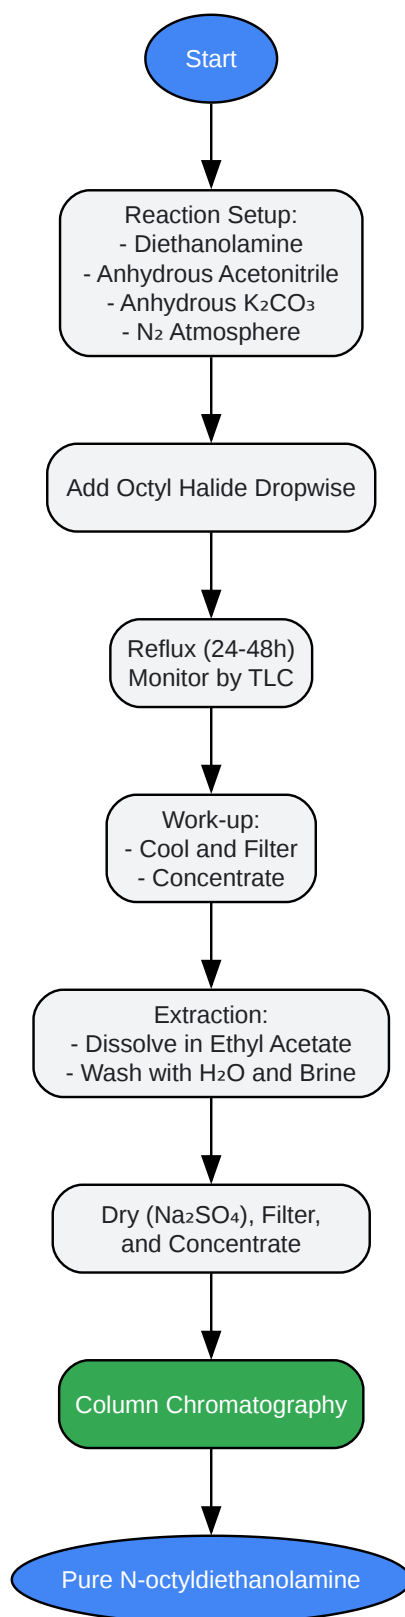 Start
Reaction Setup:
- Diethanolamine
- Anhydrous Acetonitrile
- Anhydrous K₂CO₃
- N₂ Atmosphere
Add Octyl Halide Dropwise
Reflux (24-48h)
Monitor by TLC
Work-up:
- Cool and Filter
- Concentrate
Extraction:
- Dissolve in Ethyl Acetate
- Wash with H₂O and Brine
Dry (Na₂SO₄), Filter,
and Concentrate
Column Chromatography
Pure N-octyldiethanolamine